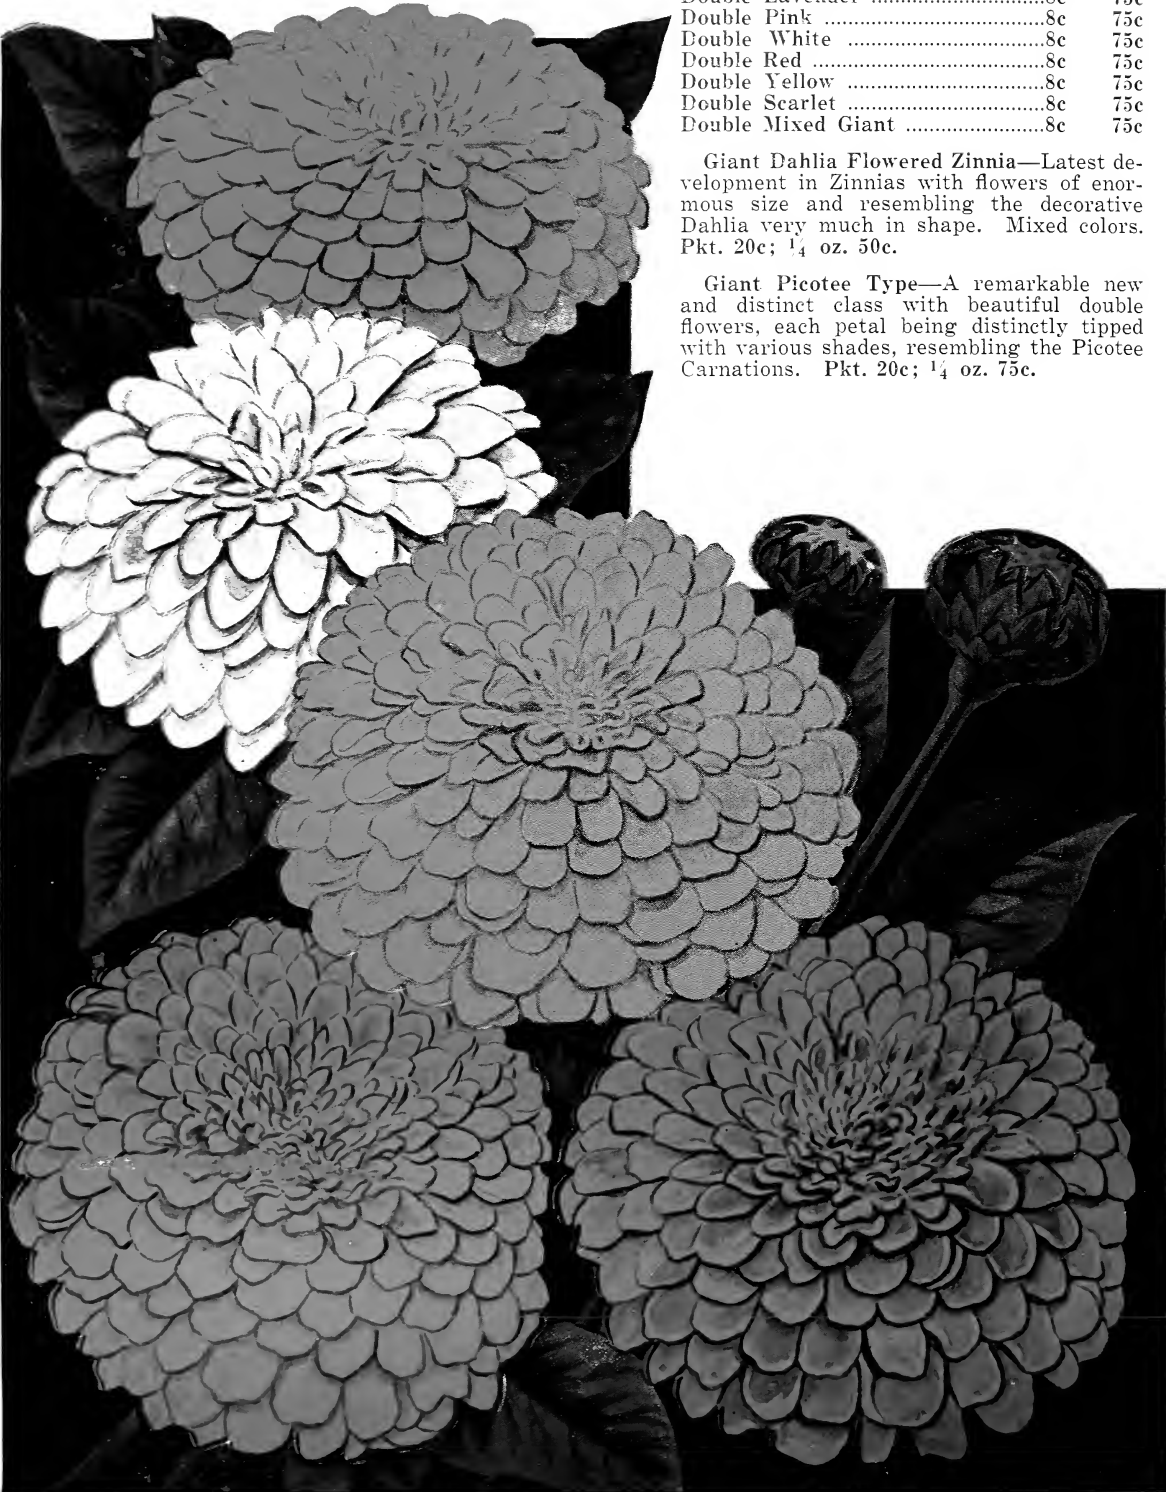 Double Lavender ..............................8c 75c
Double Pink ..................................8c 75c
Double White ...............................8c 75c
Double Red ....................................8c 75c
Double Yellow ...............................8c 75c
Double Scarlet ...............................8c 75c
Double Mixed Giant ......................8c 75c
Giant Dahlia Flowered Zinnia—Latest de-
velopment in Zinnias with flowers of enor-
mous size and resembling the decorative
Dahlia very much in shape. Mixed colors.
Pkt. 20c; ¼ oz. 50c.
Giant Picotee Type—A remarkable new
and distinct class with beautiful double
flowers, each petal being distinctly tipped
with various shades, resembling the Picotee
Carnations. Pkt. 20c; ¼ oz. 75c.